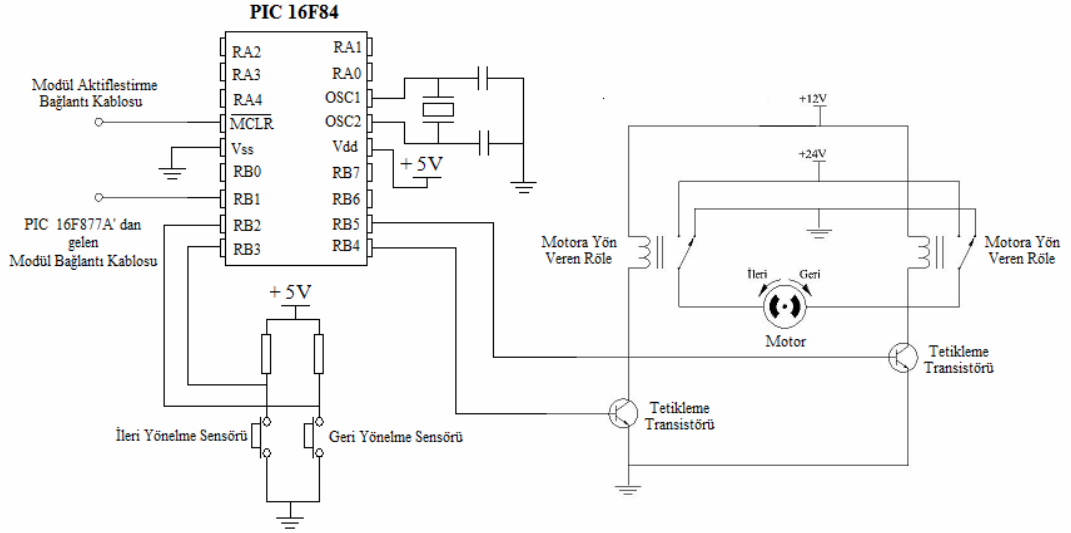 PIC 16F84
RA2
RA1
RA3
RA0
RA4
OSC1
MCLR
OSC2
Vss
Vdd
RB0
RB7
RB1
RB6
RB2
RB5
RB3
RB4
Modül Aktiflestirme
Bağlantı Kablosu
PIC 16F877A' dan
gelen
Modül Bağlantı Kablosu
+ 5V
+ 5V
İleri Yönelme Sensörü
Geri Yönelme Sensörü
+12V
+24V
Motora Yön
Veren Röle
Motora Yön
Veren Röle
İleri
Geri
Motor
Tetikleme
Transistörü
Tetikleme
Transistörü